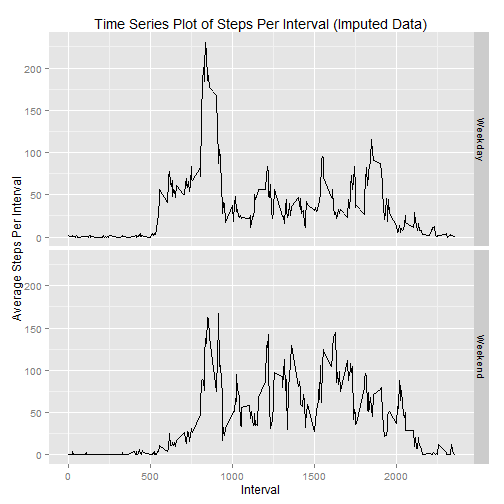 Time Series Plot of Steps Per Interval (Imputed Data)
Average Steps Per Interval
200
150
100
50
0
Weekday
200
150
100
50
0
Weekend
0 500 1000 1500 2000
Interval